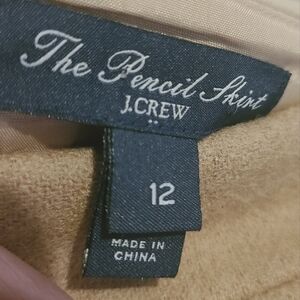 The Pencil Skirt
J.CREW
12
MADE IN
CHINA